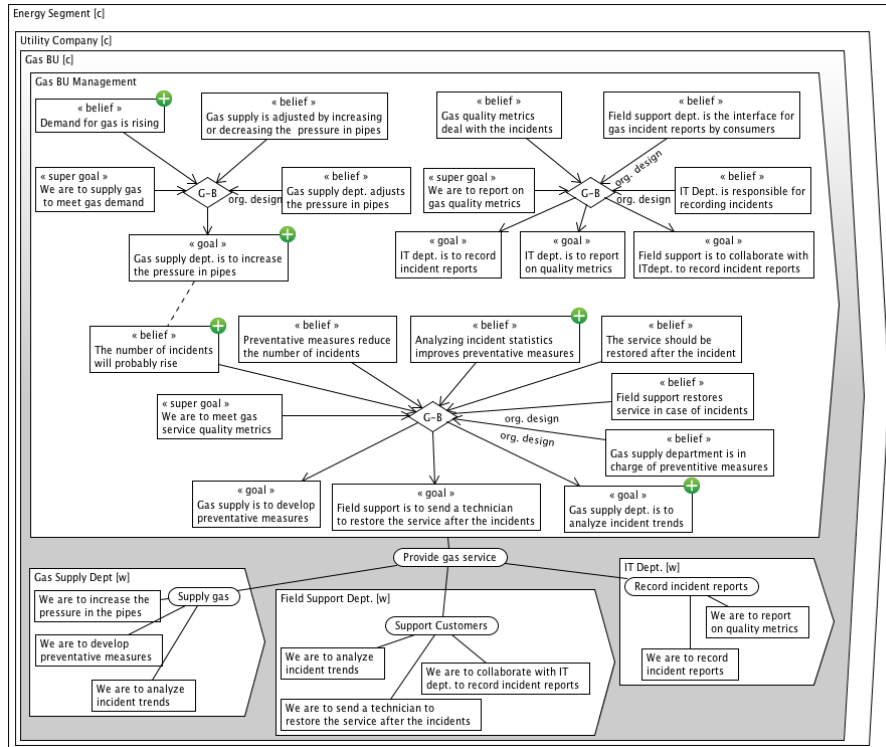 Energy Segment [c]
Utility Company [c]
Gas BU [c]
Gas BU Management
« belief »
Demand for gas is rising
« belief »
Gas supply is adjusted by increasing
or decreasing the pressure in pipes
« belief »
Gas quality metrics
deal with the incidents
« belief »
Field support dept. is the interface for
gas incident reports by consumers
« super goal »
We are to supply gas
to meet gas demand
G-B
org. design
« belief »
Gas supply dept. adjusts
the pressure in pipes
« super goal »
We are to report on
gas quality metrics
G-B
org. design
org. design
« belief »
IT Dept. is responsible for
recording incidents
« goal »
Gas supply dept. is to increase
the pressure in pipes
« goal »
IT dept. is to record
incident reports
« goal »
IT dept. is to report
on quality metrics
« goal »
Field support is to collaborate with
ITdept. to record incident reports
« belief »
The number of incidents
will probably rise
« belief »
Preventative measures reduce
the number of incidents
« belief »
Analyzing incident statistics
improves preventative measures
« belief »
The service should be
restored after the incident
« super goal »
We are to meet gas
service quality metrics
G-B
org. design
org. design
« belief »
Field support restores
service in case of incidents
« belief »
Gas supply department is in
charge of preventitive measures
« goal »
Gas supply is to develop
preventative measures
« goal »
Field support is to send a technician
to restore the service after the incidents
« goal »
Gas supply dept. is to
analyze incident trends
Provide gas service
Gas Supply Dept [w]
We are to increase the
pressure in the pipes
Supply gas
We are to develop
preventative measures
We are to analyze
incident trends
Field Support Dept. [w]
Support Customers
We are to analyze
incident trends
We are to collaborate with IT
dept. to record incident reports
We are to send a technician to
restore the service after the incidents
IT Dept. [w]
Record incident reports
We are to report
on quality metrics
We are to record
incident reports